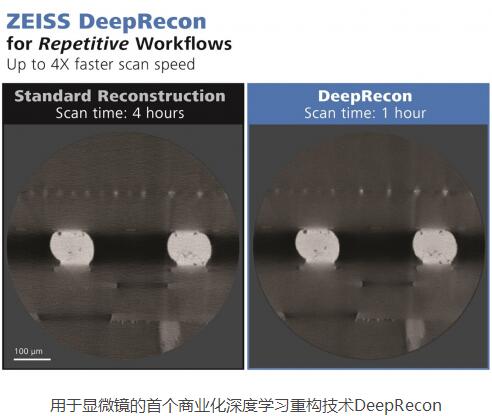 ZEISS DeepRecon
for Repetitive Workflows
Up to 4X faster scan speed
Standard Reconstruction
Scan time: 4 hours
DeepRecon
Scan time: 1 hour
100 μm
用于显微镜的首个商业化深度学习重构技术DeepRecon